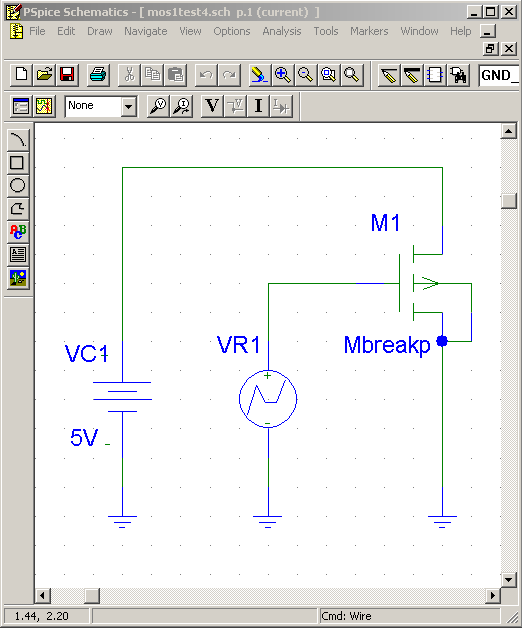 PSpice Schematics - [ mos1test4.sch p.1 (current) ]
File Edit Draw Navigate View Options Analysis Tools Markers Window Help
GND_
None V V I I
ABC
M1
VC1 VR1 Mbreakp
+
5V
-
1.44, 2.20 Cmd: Wire